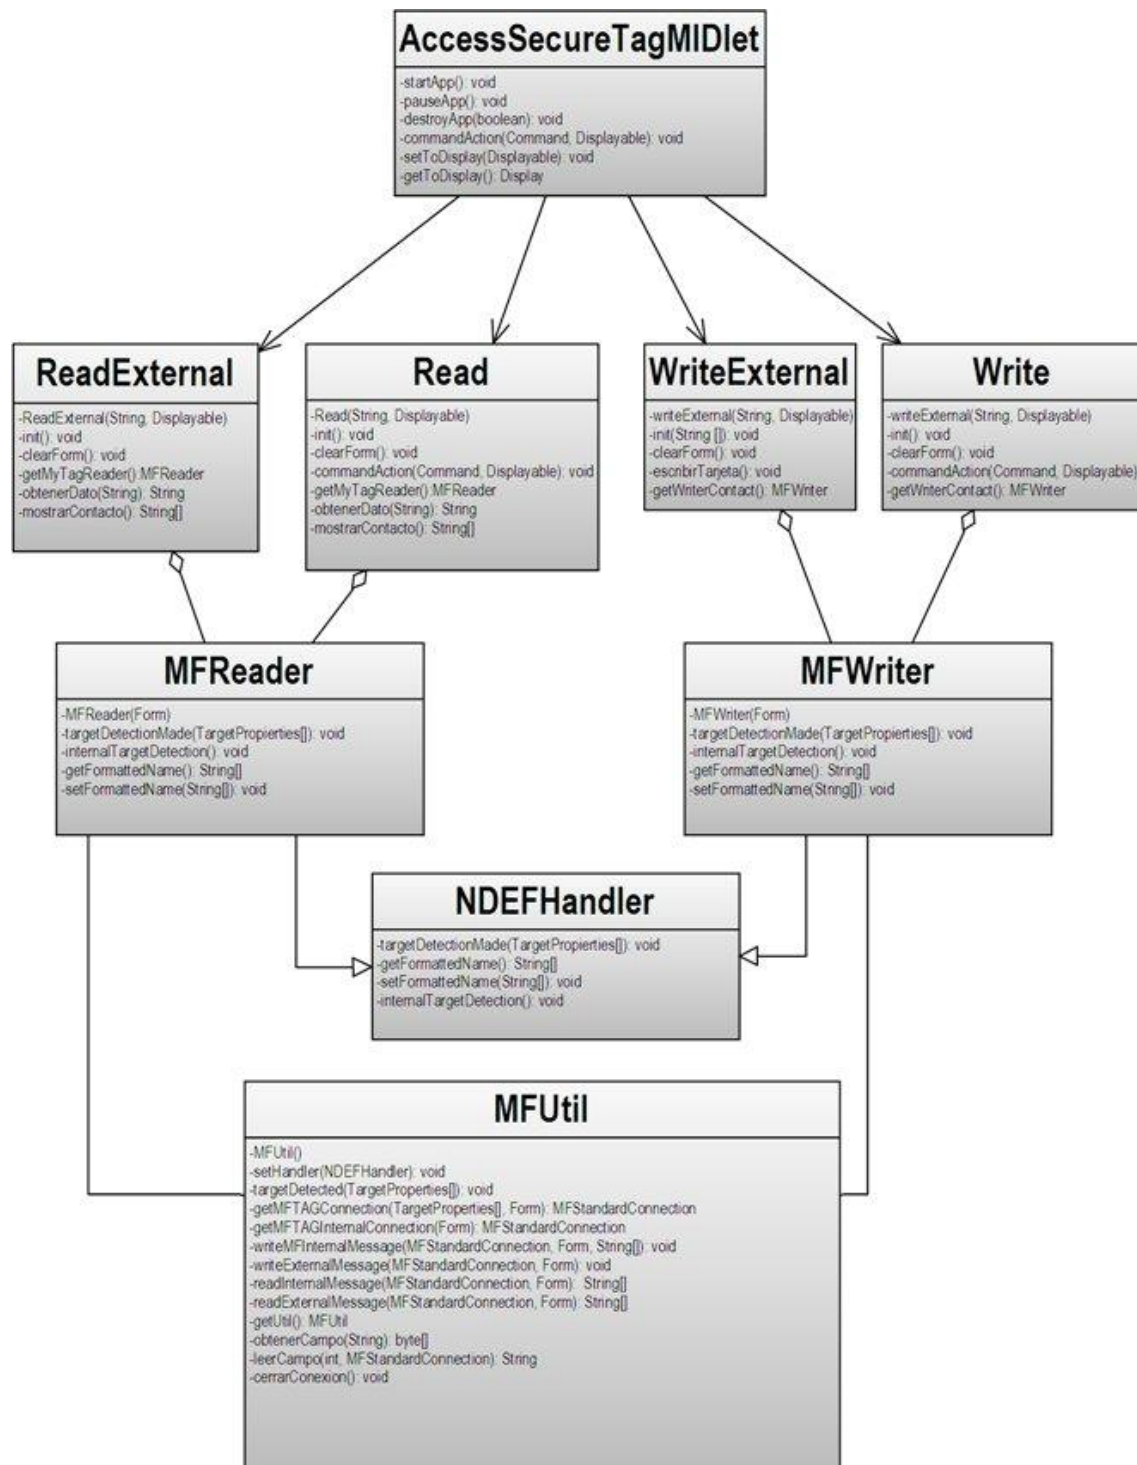 AccessSecureTagMIDlet
-startApp(): void
-pauseApp(): void
-destroyApp(boolean): void
-commandAction(Command, Displayable): void
-setToDisplay(Displayable): void
-getToDisplay(): Display
ReadExternal
-ReadExternal(String, Displayable)
-init(): void
-clearForm(): void
-getMyTagReader():MFReader
-obtenerDato(String): String
-mostrarContacto(): String[]
Read
-Read(String, Displayable)
-init(): void
-clearForm(): void
-commandAction(Command, Displayable): void
-getMyTagReader():MFReader
-obtenerDato(String): String
-mostrarContacto(): String[]
WriteExternal
-writeExternal(String, Displayable)
-init(String []): void
-clearForm(): void
-escribirTarjeta(): void
-getWriterContact(): MFWriter
Write
-writeExternal(String, Displayable)
-init(): void
-clearForm(): void
-commandAction(Command, Displayable):
-getWriterContact(): MFWriter
MFReader
-MFReader(Form)
-targetDetectionMade(TargetPropierties[]): void
-internalTargetDetection(): void
-getFormattedName(): String[]
-setFormattedName(String[]): void
MFWriter
-MFWriter(Form)
-targetDetectionMade(TargetPropierties[]): void
-internalTargetDetection(): void
-getFormattedName(): String[]
-setFormattedName(String[]): void
NDEFHandler
-targetDetectionMade(TargetPropierties[]): void
-getFormattedName(): String[]
-setFormattedName(String[]): void
-internalTargetDetection(): void
MFUtil
-MFUtil()
-setHandler(NDEFHandler): void
-targetDetected(TargetProperties[]): void
-getMFTAGConnection(TargetProperties[], Form): MFStandardConnection
-getMFTAGInternalConnection(Form): MFStandardConnection
-writeMFInternalMessage(MFStandardConnection, Form, String[]): void
-writeExternalMessage(MFStandardConnection, Form): void
-readInternalMessage(MFStandardConnection, Form): String[]
-readExternalMessage(MFStandardConnection, Form): String[]
-getUtil(): MFUtil
-obtenerCampo(String): byte[]
-leerCampo(int, MFStandardConnection): String
-cerrarConexion(): void